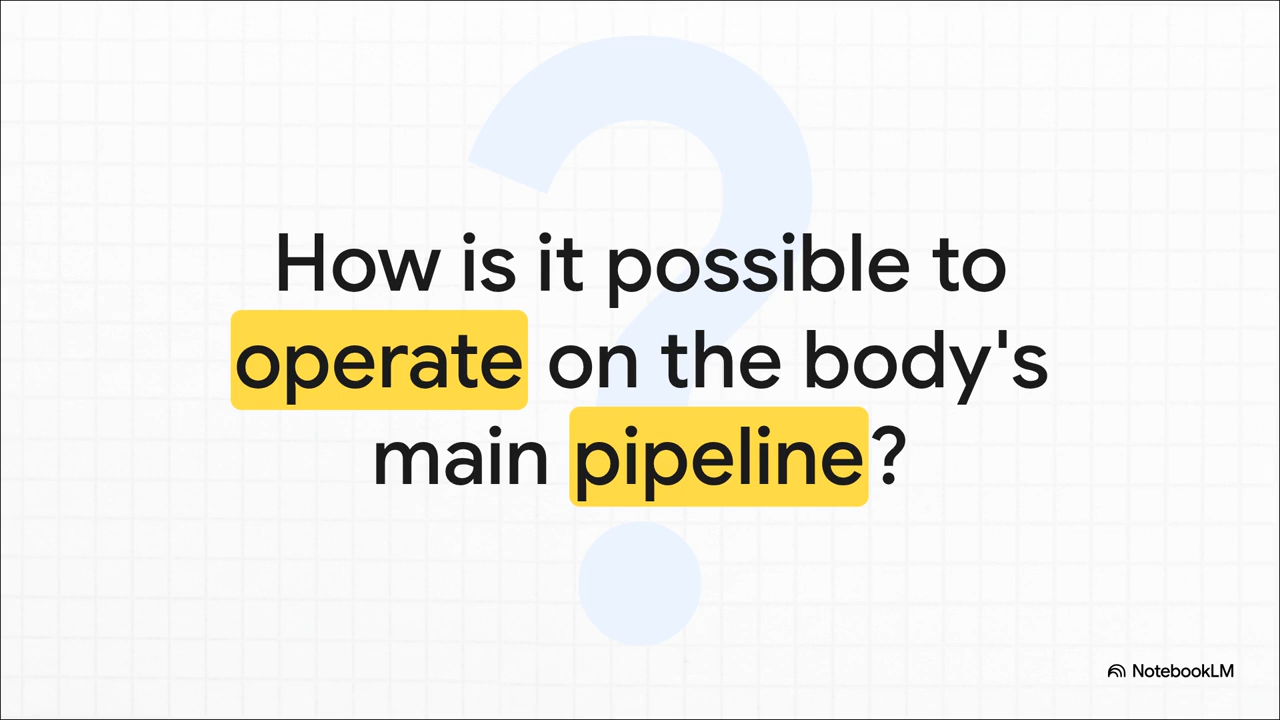 How is it possible to
operate on the body's
main pipeline?
NotebookLM